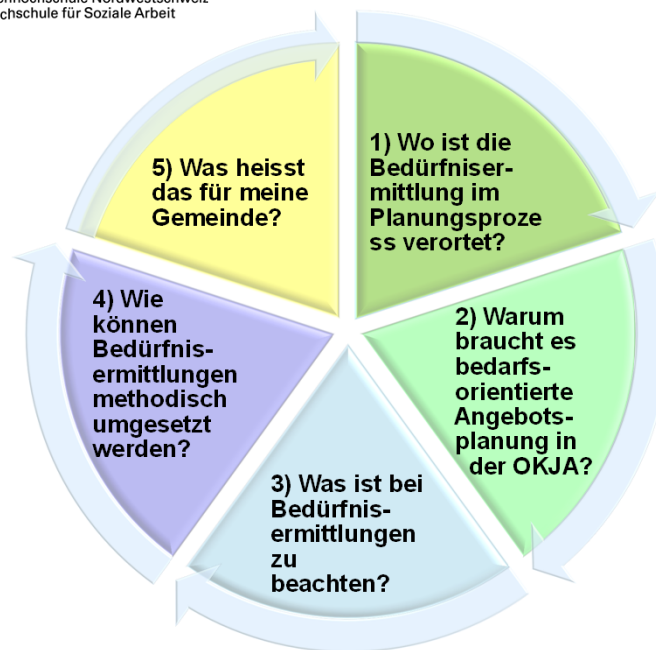 chschule für Soziale Arbeit
1) Wo ist die
Bedürfniser-
mittlung im
Planungsproze
ss verortet?
2) Warum
braucht es
bedarfs-
orientierte
Angebots-
planung in
der OKJA?
3) Was ist bei
Bedürfnis-
ermittlungen
zu
beachten?
4) Wie
können
Bedürfnis-
ermittlungen
methodisch
umgesetzt
werden?
5) Was heisst
das für meine
Gemeinde?